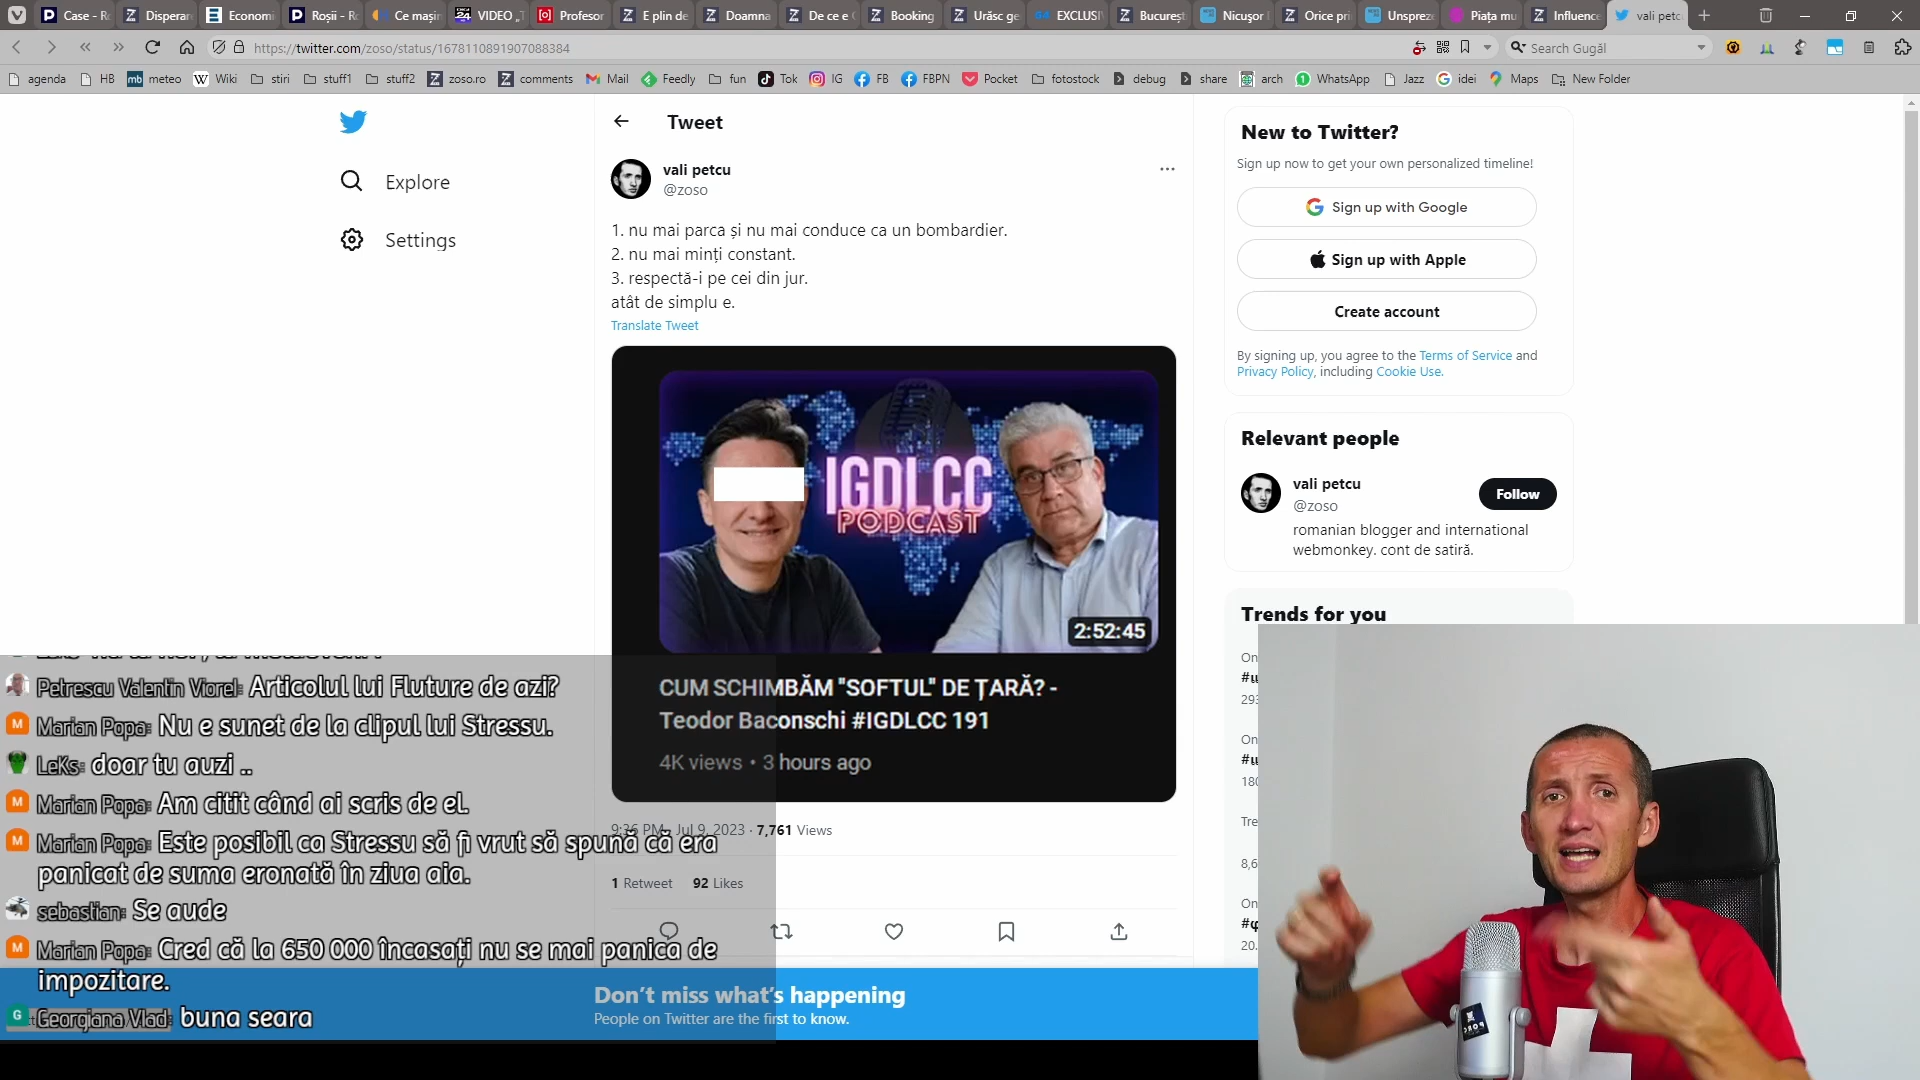 Case - R
Dispera
Economi
Roșii - R
Ce mașin
VIDEO „T
Profesor
E plin de
Doamna
De ce e
Booking
Urăsc ge
EXCLUSI
Bucureșt
Nicușor
Orice pri
Unspreze
Piața mu
Influence
vali petc
https://twitter.com/zoso/status/1678110891907088384
Search Gugăl
agenda HB meteo Wiki stiri stuff1 stuff2 zoso.ro comments Mail Feedly fun Tok IG FB FBPN Pocket fotostock debug share arch WhatsApp Jazz idei Maps New Folder
Explore
Settings
Tweet
vali petcu
@zoso
1. nu mai parca și nu mai conduce ca un bombardier.
2. nu mai minți constant.
3. respectă-i pe cei din jur.
atât de simplu e.
Translate Tweet
IGDLCC
PODCAST
2:52:45
CUM SCHIMBĂM "SOFTUL" DE ȚARĂ? -
Teodor Baconschi #IGDLCC 191
4K views • 3 hours ago
9:36 PM · Jul 9, 2023 · 7,761 Views
1 Retweet 92 Likes
Don't miss what's happening
People on Twitter are the first to know.
New to Twitter?
Sign up now to get your own personalized timeline!
Sign up with Google
Sign up with Apple
Create account
By signing up, you agree to the Terms of Service and
Privacy Policy, including Cookie Use.
Relevant people
vali petcu
@zoso
Follow
romanian blogger and international
webmonkey. cont de satiră.
Trends for you
Petrescu Valentin Viorel: Articolul lui Fluture de azi?
Marian Popa: Nu e sunet de la clipul lui Stressu.
LeKs: doar tu auzi ..
Marian Popa: Am citit când ai scris de el.
Marian Popa: Este posibil ca Stressu să fi vrut să spună că era
panicat de suma eronată în ziua aia.
sebastian: Se aude
Marian Popa: Cred că la 650 000 încasați nu se mai panica de
impozitare.
Georgiana Vlad: buna seara